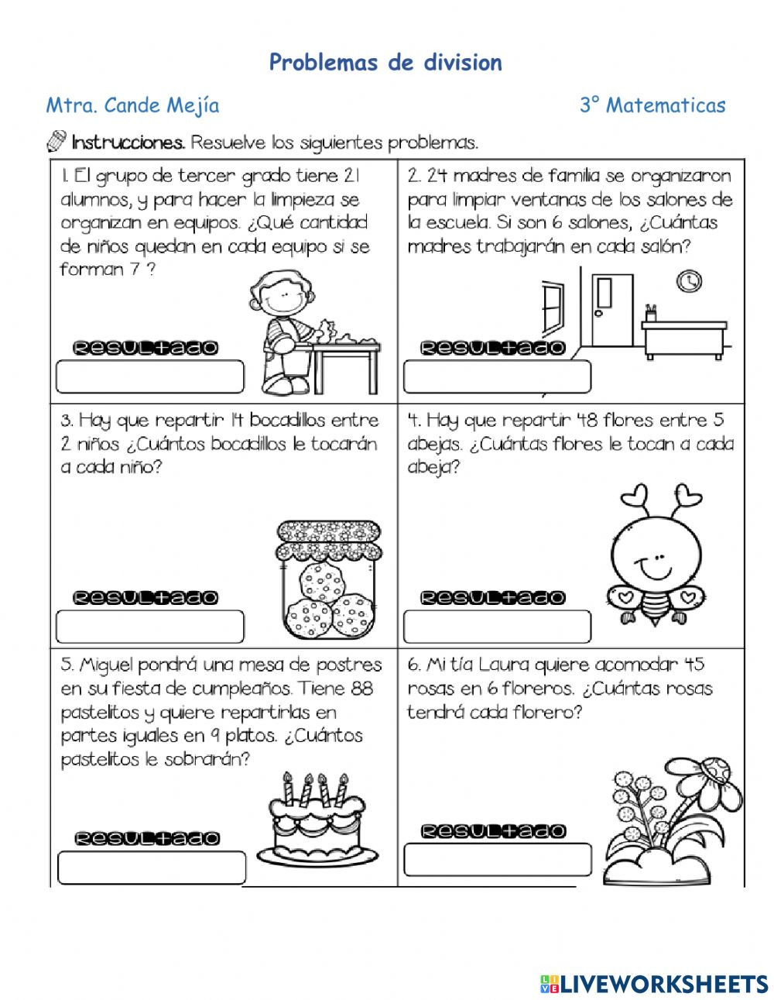 Problemas de division
Mtra. Cande Mejía
3° Matematicas
Instrucciones. Resuelve los siguientes problemas.
1. El grupo de tercer grado tiene 21
alumnos, y para hacer la limpieza se
organizan en equipos. ¿Qué cantidad
de niños quedan en cada equipo si se
forman 7 ?
Resultado
2. 24 madres de familia se organizaron
para limpiar ventanas de los salones de
la escuela. Si son 6 salones, ¿Cuántas
madres trabajarán en cada salón?
Resultado
3. Hay que repartir 14 bocadillos entre
2 niños ¿Cuántos bocadillos le tocarán
a cada niño?
Resultado
4. Hay que repartir 48 flores entre 5
abejas. ¿Cuántas flores le tocan a cada
abeja?
Resultado
5. Miguel pondrá una mesa de postres
en su fiesta de cumpleaños. Tiene 88
pastelitos y quiere repartirlas en
partes iguales en 9 platos. ¿Cuántos
pastelitos le sobrarán?
Resultado
6. Mi tía Laura quiere acomodar 45
rosas en 6 floreros. ¿Cuántas rosas
tendrá cada florero?
Resultado
LIVE LIVEWORKSHEETS